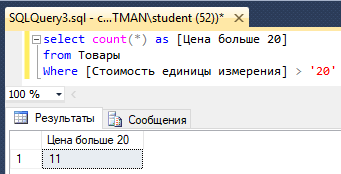 SQLQuery3.sql - c...TMAN\student (52))*
select count(*) as [Цена больше 20]
from Товары
Where [Стоимость единицы измерения] > '20'
100 %
Результаты Сообщения
Цена больше 20
1 11